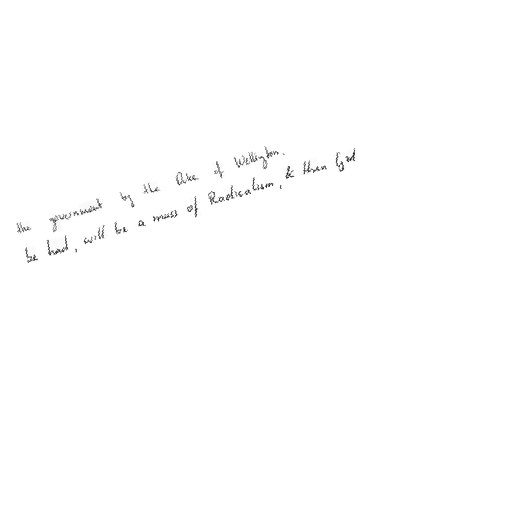 the government by the Duke of Wellington.
be had, will be a mass of Radicalism, & then God